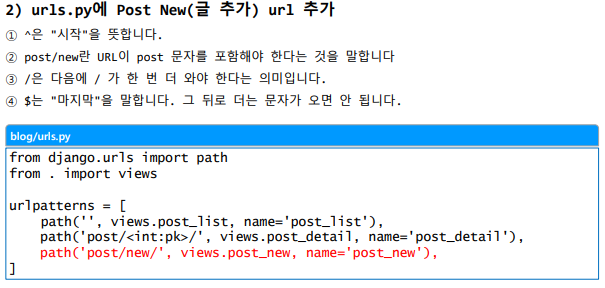 2) urls.py에 Post New(글 추가) url 추가
① ^은 "시작"을 뜻합니다.
② post/new란 URL이 post 문자를 포함해야 한다는 것을 말합니다
③ /은 다음에 / 가 한 번 더 와야 한다는 의미입니다.
④ $는 "마지막"을 말합니다. 그 뒤로 더는 문자가 오면 안 됩니다.
blog/urls.py
from django.urls import path
from . import views
urlpatterns = [
    path('', views.post_list, name='post_list'),
    path('post/<int:pk>/', views.post_detail, name='post_detail'),
    path('post/new/', views.post_new, name='post_new'),
]